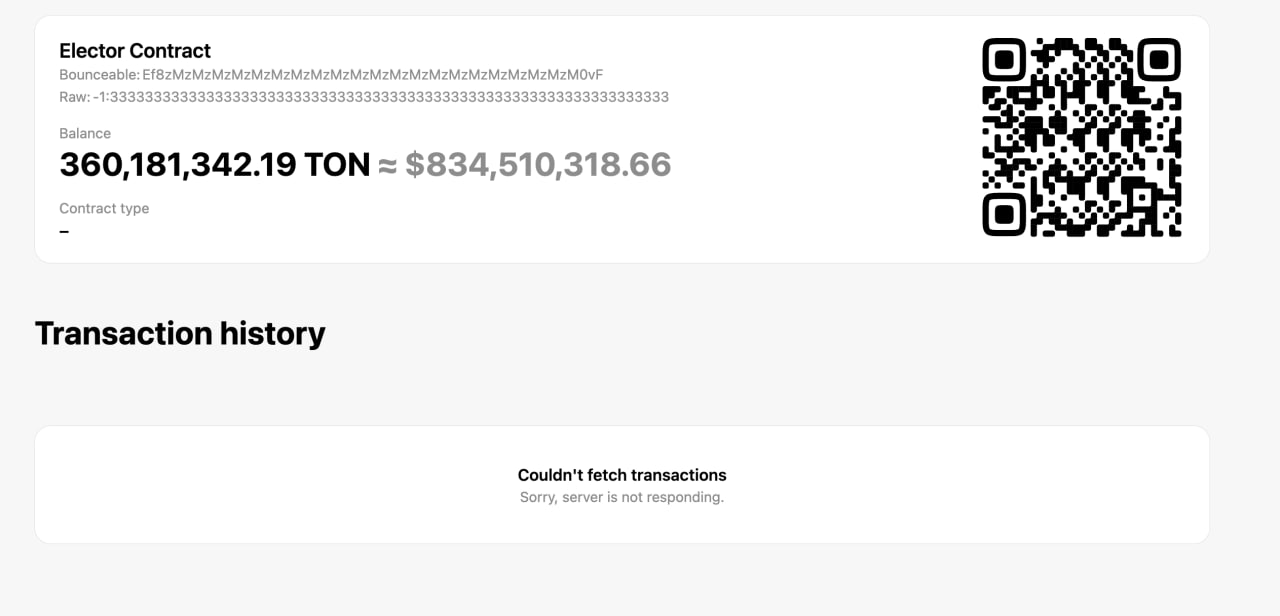 Elector Contract
Bounceable: Ef8zMzMzMzMzMzMzMzMzMzMzMzMzMzMzMzMzMzMzMzMzM0vF
Raw: -1:3333333333333333333333333333333333333333333333333333333333333333
Balance
360,181,342.19 TON ≈ $834,510,318.66
Contract type
–
Transaction history
Couldn't fetch transactions
Sorry, server is not responding.